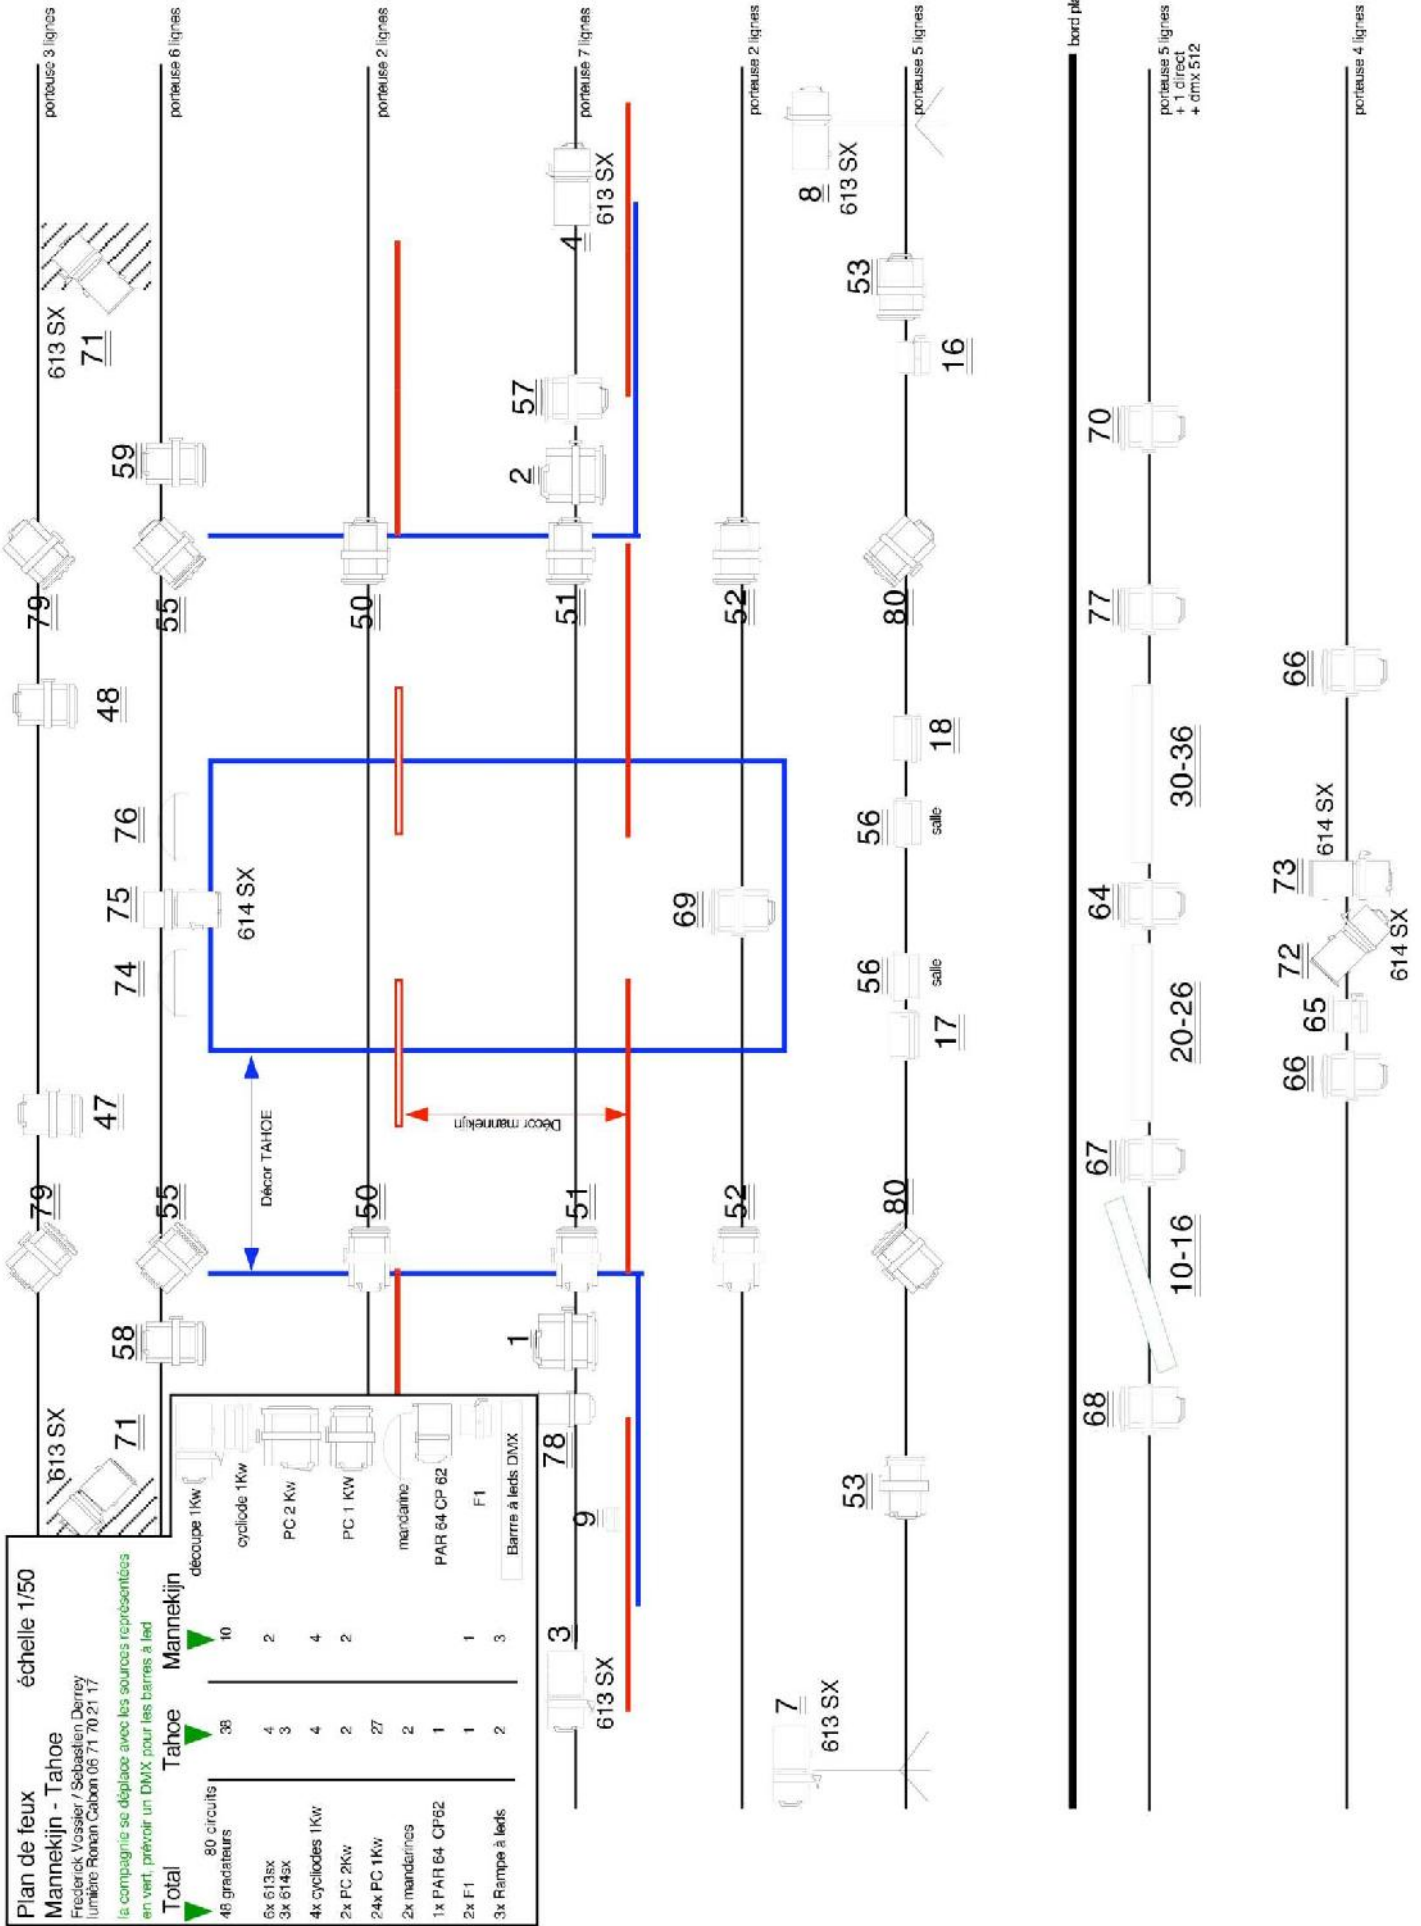 Plan de feux échelle 1/50
Mannekijn - Tahoe
Frederick Vossier / Sebastien Derrey
lumière Ronan Cabon 06 71 70 21 17
la compagnie se déplace avec les sources représentées
en vert, prévoir un DMX pour les barres à led
Total Tahoe Mannekijn
80 circuits
48 gradateurs 38 10
6x 613sx 4 2
3x 614sx 3
4x cycliodes 1Kw 4 4
2x PC 2Kw 2 2
24x PC 1Kw 27
2x mandarines 2
1x PAR 64 CP62 1
2x F1 1 1
3x Rampe à leds 2 3
découpe 1Kw
cycliode 1Kw
PC 2 Kw
PC 1 KW
mandarine
PAR 64 CP 62
F1
Barrre à leds DMX
613 SX
71
79
47
48
79
613 SX
71
porteuse 3 lignes
58
55
74
75
76
55
59
porteuse 6 lignes
614 SX
Décor TAHOE
50
50
porteuse 2 lignes
Décor mannekijn
3
613 SX
9
78
1
51
51
2
57
4
613 SX
porteuse 7 lignes
52
69
52
porteuse 2 lignes
7
613 SX
8
613 SX
53
80
17
56
salle
56
salle
18
80
16
53
porteuse 5 lignes
bord pla
68
10-16
67
20-26
64
30-36
77
70
porteuse 5 lignes
+ 1 direct
+ dmx 512
66
65
72
614 SX
73
614 SX
66
porteuse 4 lignes